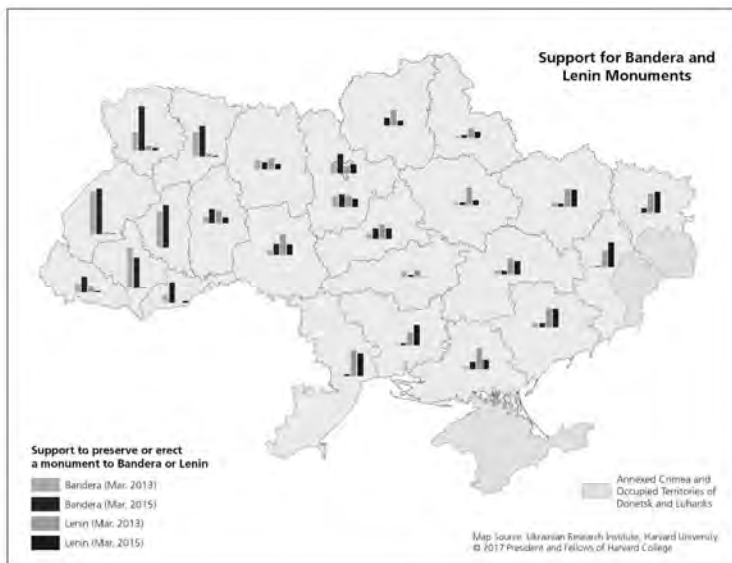 Support for Bandera and
Lenin Monuments
Support to preserve or erect
a monument to Bandera or Lenin
Bandera (Mar. 2013)
Bandera (Mar. 2015)
Lenin (Mar. 2013)
Lenin (Mar. 2015)
Annexed Crimea and
Occupied Territories of
Donetsk and Luhansk
Map Source: Ukrainian Research Institute, Harvard University
© 2017 President and Fellows of Harvard College